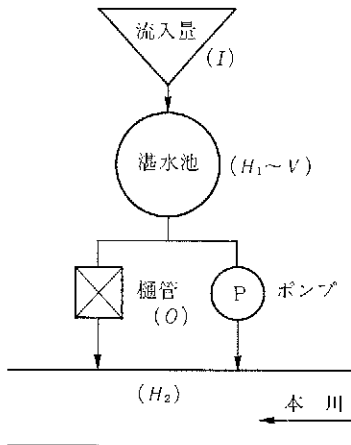 流入量
(I)
湛水池
(H₁～V)
樋管
(O)
P
ポンプ
(H₂)
本川